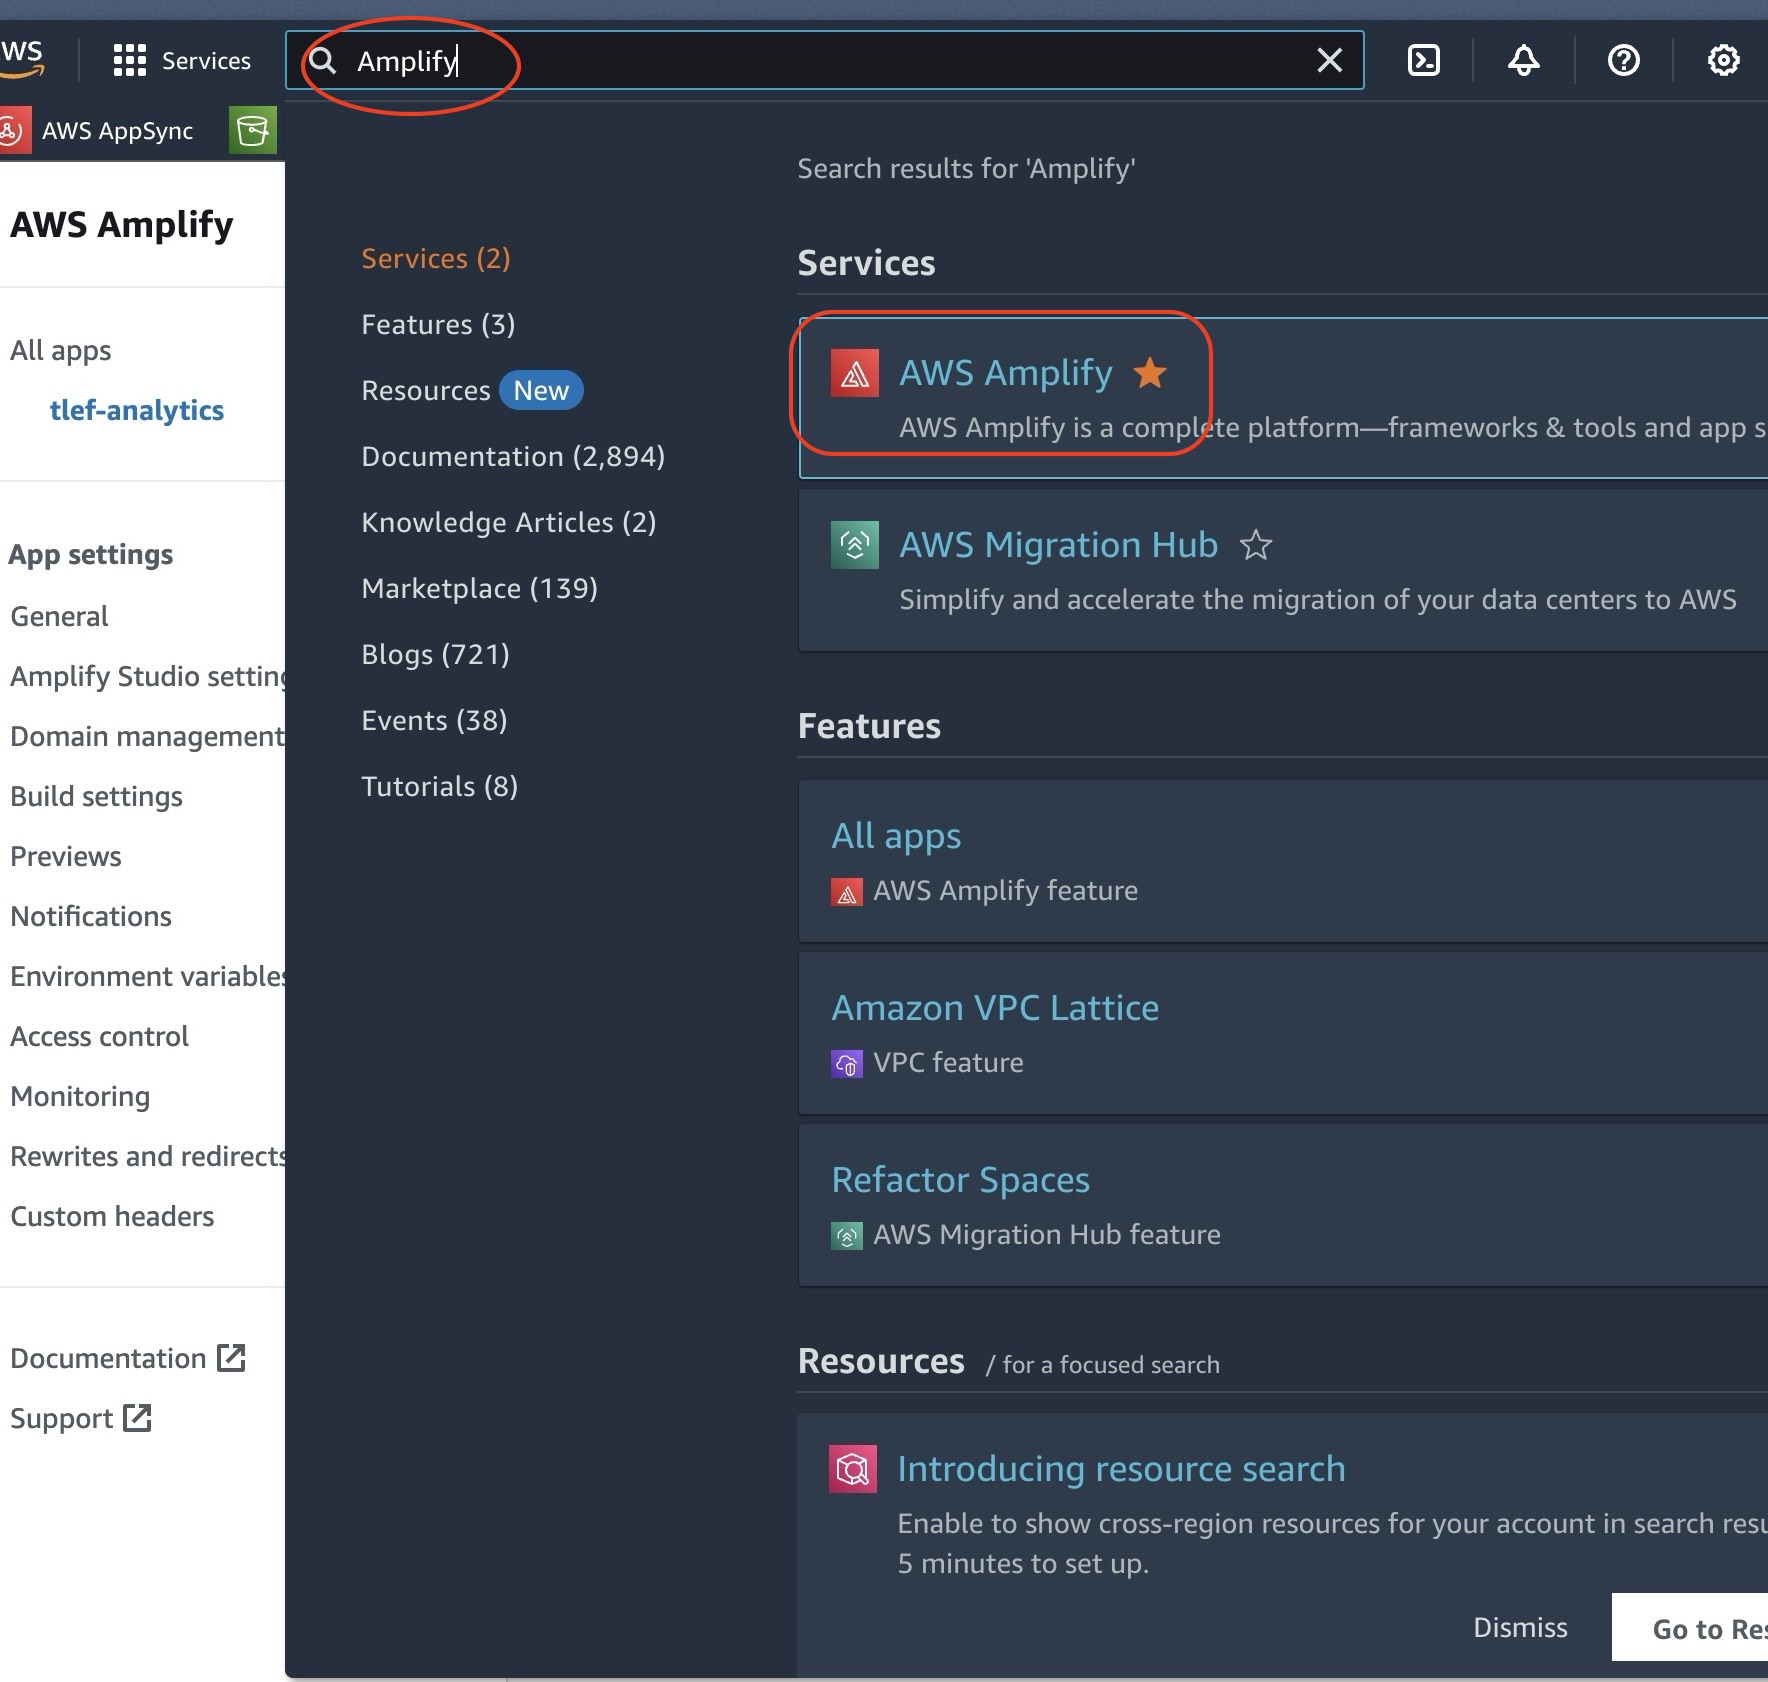 Services
Amplify
AWS AppSync
AWS Amplify
All apps
tlef-analytics
App settings
General
Amplify Studio setting
Domain management
Build settings
Previews
Notifications
Environment variables
Access control
Monitoring
Rewrites and redirects
Custom headers
Documentation
Support
Services (2)
Features (3)
Resources New
Documentation (2,894)
Knowledge Articles (2)
Marketplace (139)
Blogs (721)
Events (38)
Tutorials (8)
Search results for 'Amplify'
Services
AWS Amplify
AWS Amplify is a complete platform—frameworks & tools and app s
AWS Migration Hub
Simplify and accelerate the migration of your data centers to AWS
Features
All apps
AWS Amplify feature
Amazon VPC Lattice
VPC feature
Refactor Spaces
AWS Migration Hub feature
Resources / for a focused search
Introducing resource search
Enable to show cross-region resources for your account in search resu
5 minutes to set up.
Dismiss
Go to Res